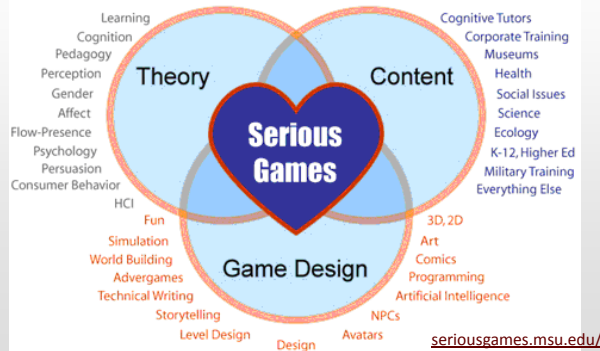 Learning
Cognition
Pedagogy
Perception
Gender
Affect
Flow-Presence
Psychology
Persuasion
Consumer Behavior
HCI
Theory
Content
Cognitive Tutors
Corporate Training
Museums
Health
Social Issues
Science
Ecology
K-12, Higher Ed
Military Training
Everything Else
Serious
Games
Game Design
Fun
Simulation
World Building
Advergames
Technical Writing
Storytelling
Level Design
Design
3D, 2D
Art
Comics
Programming
Artificial Intelligence
NPCs
Avatars
seriousgames.msu.edu/